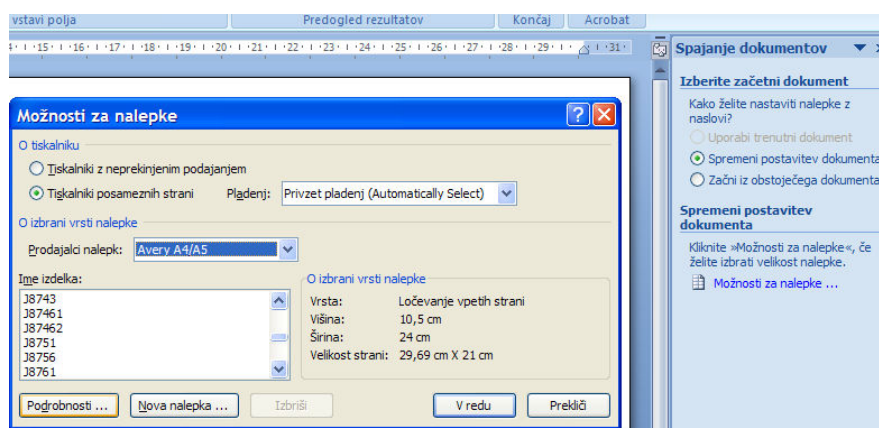 vstavi polja Predogled rezultatov Končaj Acrobat
4 · 15 · 16 · 17 · 18 · 19 · 20 · 21 · 22 · 23 · 24 · 25 · 26 · 27 · 28 · 29 · 31
Spajanje dokumentov
Možnosti za nalepke
O tiskalniku
Tiskalniki z neprekinjenim podajanjem
Tiskalniki posameznih strani Pladenj: Privzet pladenj (Automatically Select)
O izbrani vrsti nalepke
Prodajalci nalepk: Avery A4/A5
Ime izdelka:
J8743
J87461
J87462
J8751
J8756
J8761
O izbrani vrsti nalepke
Vrsta: Ločevanje vpetih strani
Višina: 10,5 cm
Širina: 24 cm
Velikost strani: 29,69 cm X 21 cm
Podrobnosti ... Nova nalepka ... Izbriši V redu Prekliči
Izberite začetni dokument
Kako želite nastaviti nalepke z
naslovi?
Uporabi trenutni dokument
Spremeni postavitev dokumenta
Začni iz obstoječega dokumenta
Spremeni postavitev
dokumenta
Kliknite »Možnosti za nalepke«, če
želite izbrati velikost nalepke.
Možnosti za nalepke ...